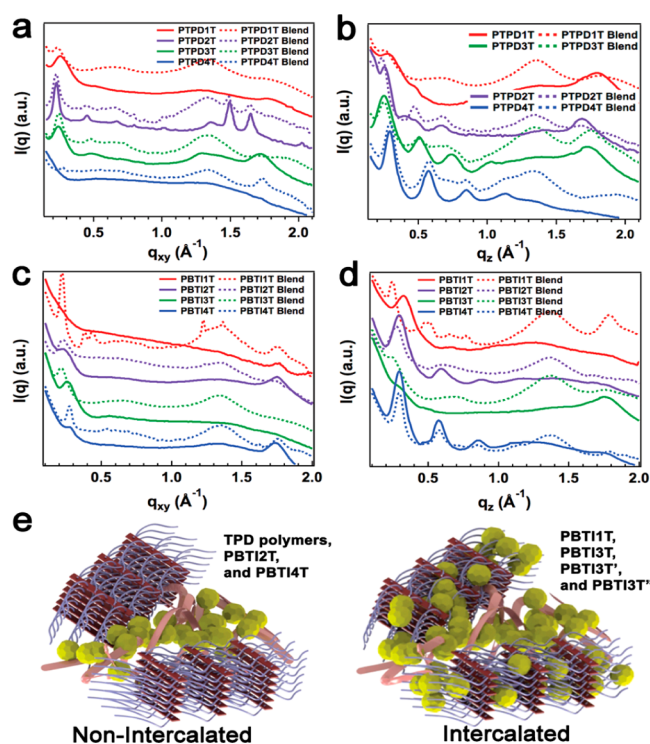 a
I(q) (a.u.)
PTPD1T PTPD1T Blend
PTPD2T PTPD2T Blend
PTPD3T PTPD3T Blend
PTPD4T PTPD4T Blend
0.5 1.0 1.5 2.0
qxy (Å-1)
b
I(q) (a.u.)
PTPD1T PTPD1T Blend
PTPD3T PTPD3T Blend
PTPD2T PTPD2T Blend
PTPD4T PTPD4T Blend
0.5 1.0 1.5 2.0
qz (Å-1)
c
I(q) (a.u.)
PBTI1T PBTI1T Blend
PBTI2T PBTI2T Blend
PBTI3T PBTI3T Blend
PBTI4T PBTI4T Blend
0.5 1.0 1.5 2.0
qxy (Å-1)
d
I(q) (a.u.)
PBTI1T PBTI1T Blend
PBTI2T PBTI2T Blend
PBTI3T PBTI3T Blend
PBTI4T PBTI4T Blend
0.5 1.0 1.5 2.0
qz (Å-1)
e
TPD polymers,
PBTI2T,
and PBTI4T
Non-Intercalated
PBTI1T,
PBTI3T,
PBTI3T',
and PBTI3T"
Intercalated